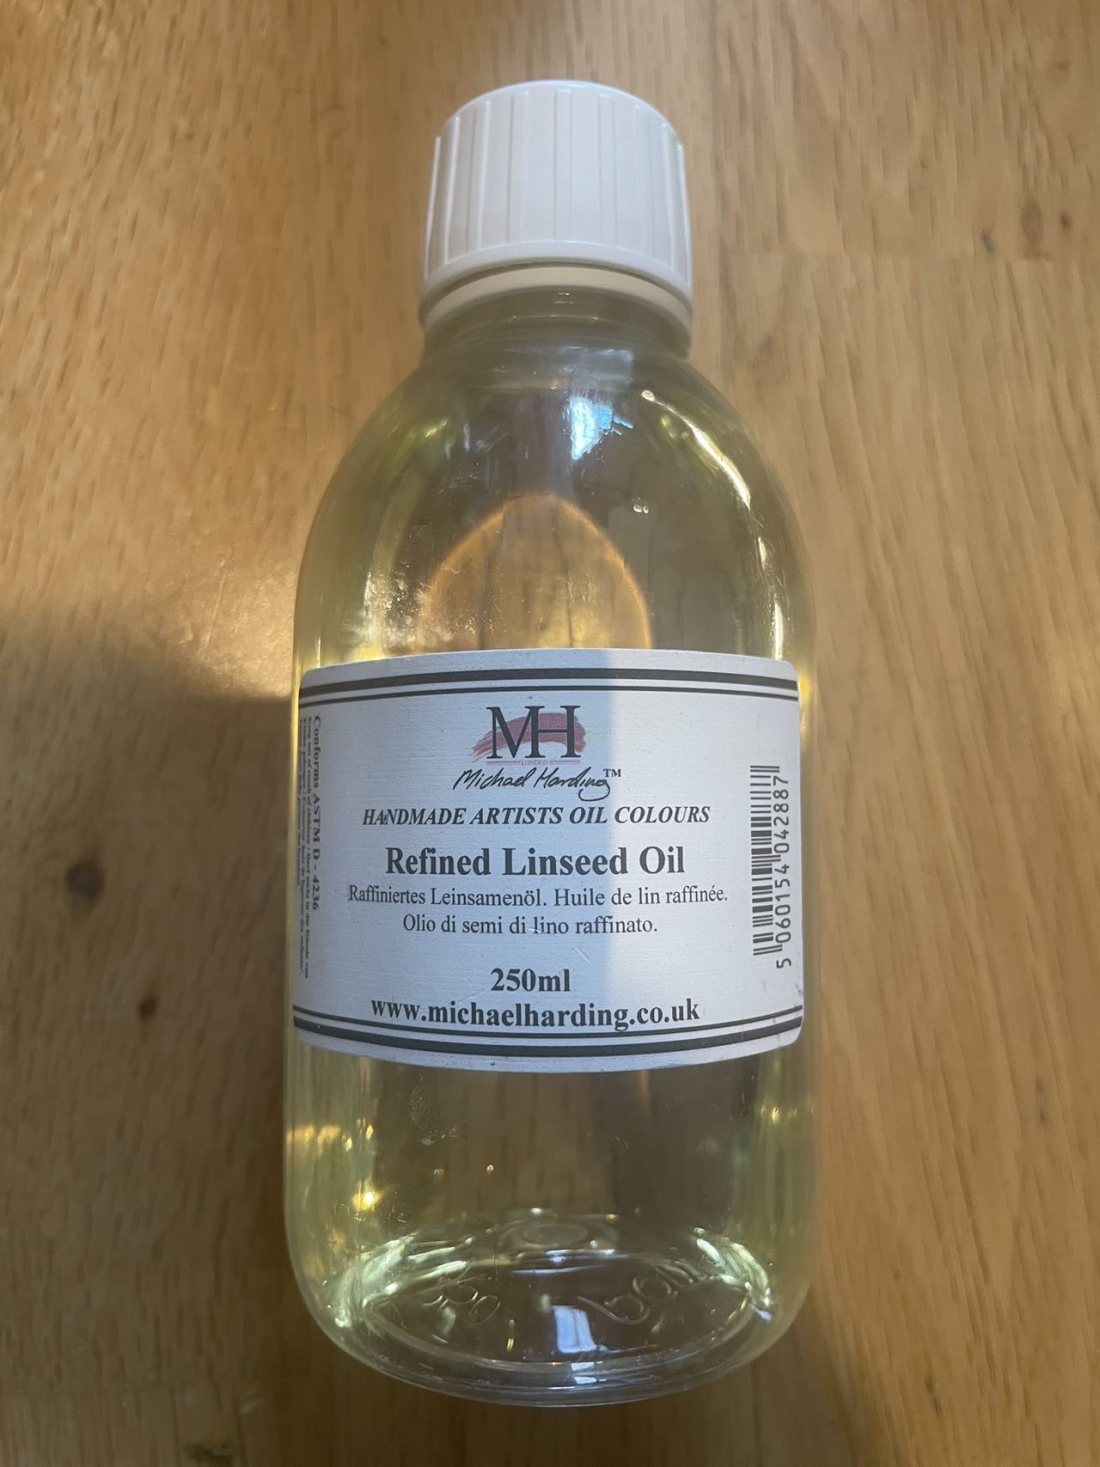 MH
LONDON
Michael Harding™
HANDMADE ARTISTS OIL COLOURS
Refined Linseed Oil
Raffiniertes Leinsamenöl. Huile de lin raffinée.
Olio di semi di lino raffinato.
250ml
www.michaelharding.co.uk
Conforms ASTM D - 4236
5 060154 042887